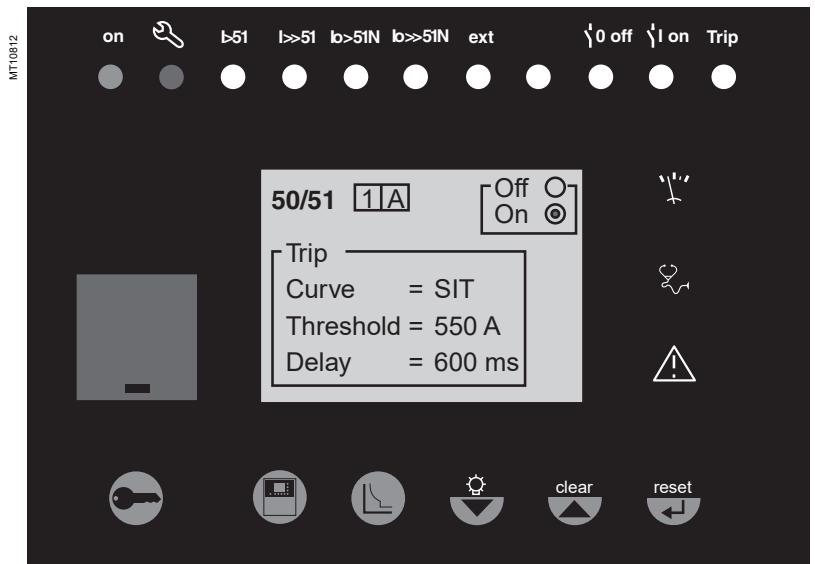 MT10812
on I>51 I>>51 Io>51N Io>>51N ext 0 off I on Trip
50/51 1 A Off
On
Trip
Curve = SIT
Threshold = 550 A
Delay = 600 ms
clear reset